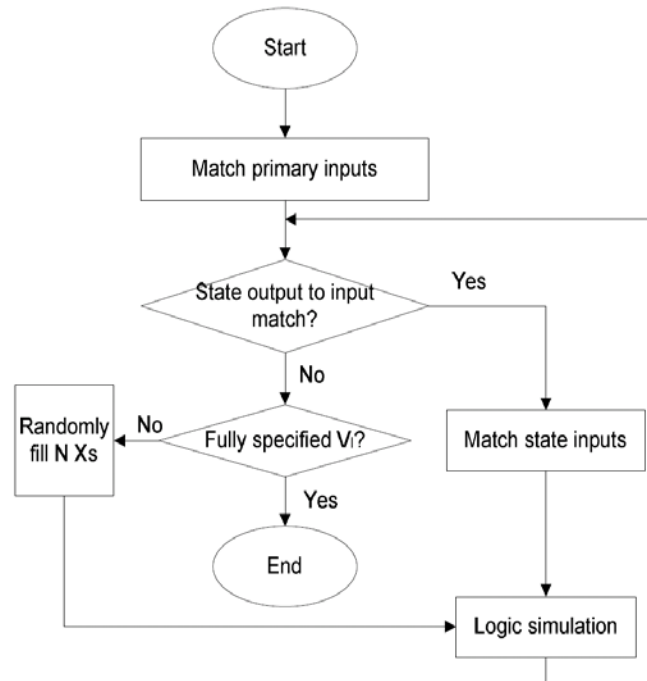 Start
Match primary inputs
State output to input
match?
Yes
No
Randomly
fill N Xs
No
Fully specified Vᵢ?
Match state inputs
Yes
End
Logic simulation